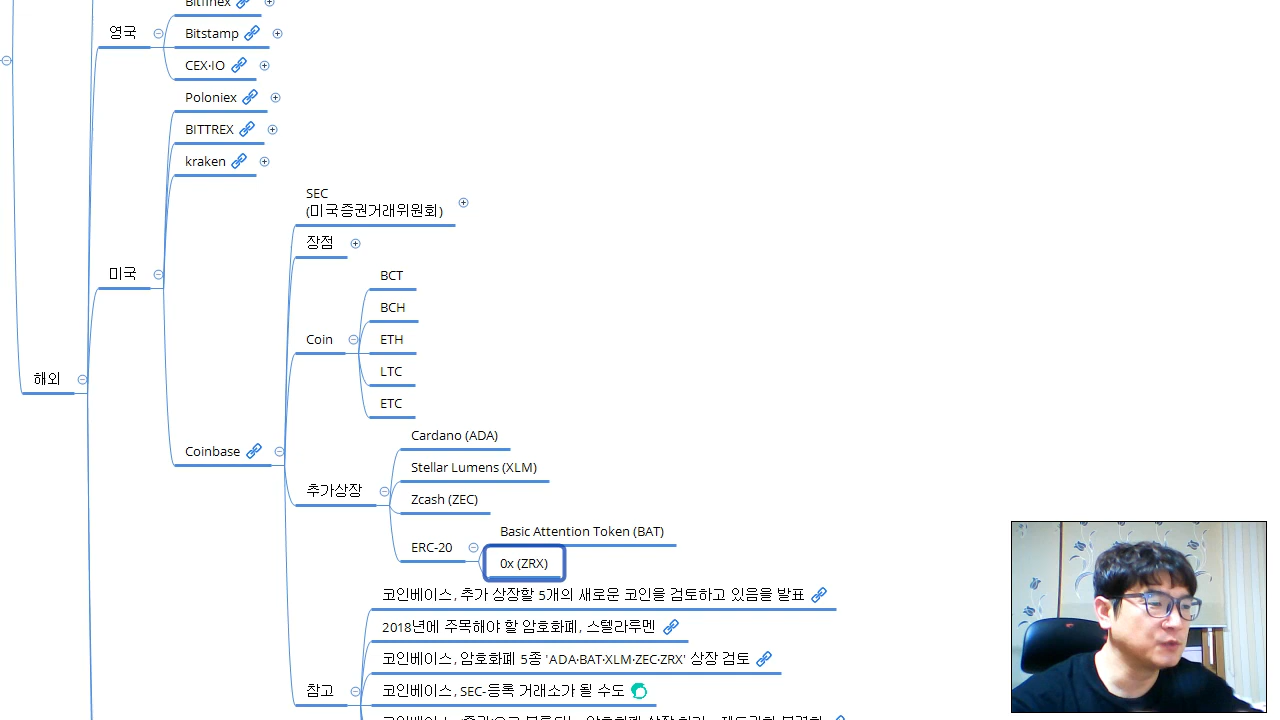 Bitfinex
영국
Bitstamp
CEX·IO
Poloniex
BITTREX
kraken
SEC
(미국증권거래위원회)
장점
미국
BCT
BCH
Coin
ETH
LTC
해외
ETC
Cardano (ADA)
Coinbase
Stellar Lumens (XLM)
추가상장
Zcash (ZEC)
Basic Attention Token (BAT)
ERC-20
0x (ZRX)
코인베이스, 추가 상장할 5개의 새로운 코인을 검토하고 있음을 발표
2018년에 주목해야 할 암호화폐, 스텔라루멘
코인베이스, 암호화폐 5종 'ADA·BAT·XLM·ZEC·ZRX' 상장 검토
참고
코인베이스, SEC-등록 거래소가 될 수도